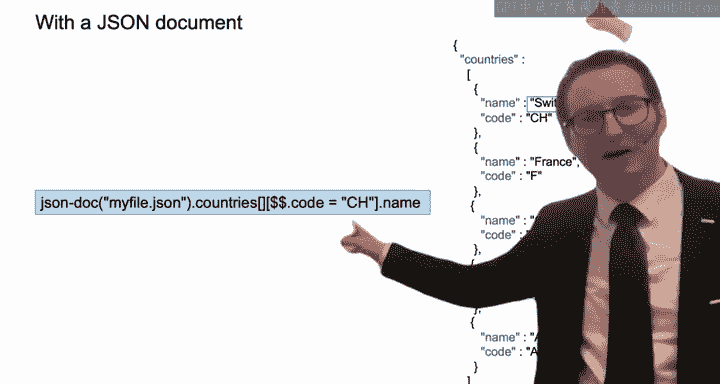 With a JSON document
{
"countries" :
[
{
"name" :
"code" : "CH"
},
{
"name" : "France",
"code" : "F"
},
{
"name" :
"code" :
},
json-doc("myfile.json").countries[][$$.code = "CH"].name
{
"name" :
"code" :
}
]